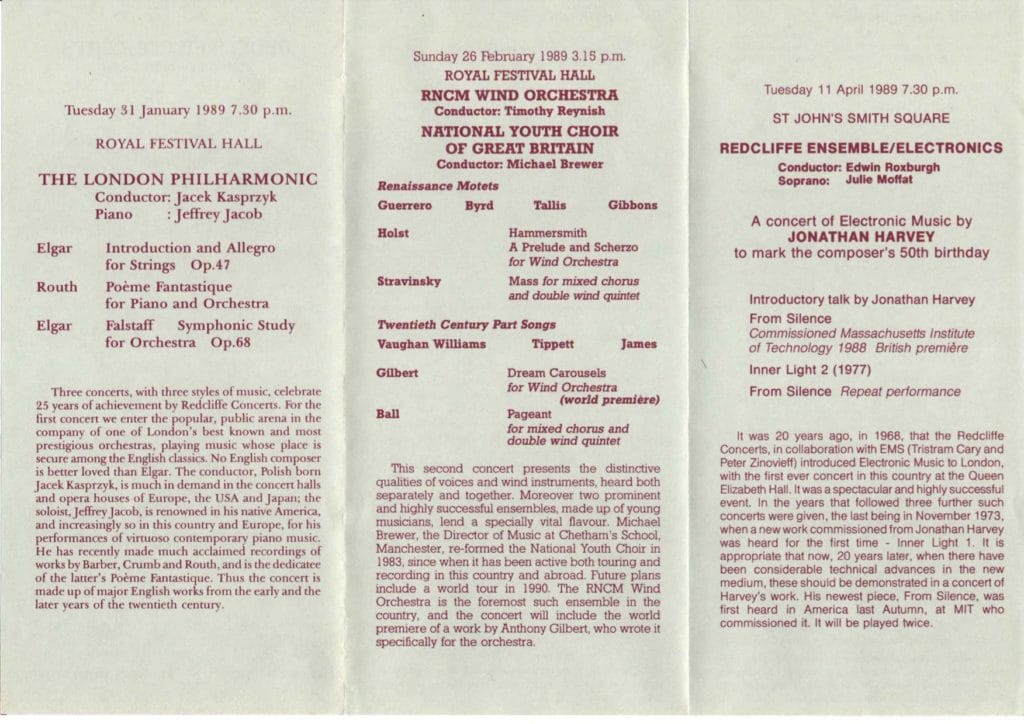 Tuesday 31 January 1989 7.30 p.m.
ROYAL FESTIVAL HALL
THE LONDON PHILHARMONIC
Conductor: Jacek Kasprzyk
Piano : Jeffrey Jacob
Elgar Introduction and Allegro
for Strings Op.47
Routh Poème Fantastique
for Piano and Orchestra
Elgar Falstaff Symphonic Study
for Orchestra Op.68
Three concerts, with three styles of music, celebrate
25 years of achievement by Redcliffe Concerts. For the
first concert we enter the popular, public arena in the
company of one of London's best known and most
prestigious orchestras, playing music whose place is
secure among the English classics. No English composer
is better loved than Elgar. The conductor, Polish born
Jacek Kasprzyk, is much in demand in the concert halls
and opera houses of Europe, the USA and Japan; the
soloist, Jeffrey Jacob, is renowned in his native America,
and increasingly so in this country and Europe, for his
performances of virtuoso contemporary piano music.
He has recently made much acclaimed recordings of
works by Barber, Crumb and Routh, and is the dedicatee
of the latter's Poème Fantastique. Thus the concert is
made up of major English works from the early and the
later years of the twentieth century.
Sunday 26 February 1989 3.15 p.m.
ROYAL FESTIVAL HALL
RNCM WIND ORCHESTRA
Conductor: Timothy Reynish
NATIONAL YOUTH CHOIR
OF GREAT BRITAIN
Conductor: Michael Brewer
Renaissance Motets
Guerrero Byrd Tallis Gibbons
Holst Hammersmith
A Prelude and Scherzo
for Wind Orchestra
Stravinsky Mass for mixed chorus
and double wind quintet
Twentieth Century Part Songs
Vaughan Williams Tippett James
Gilbert Dream Carousels
for Wind Orchestra
(world première)
Ball Pageant
for mixed chorus and
double wind quintet
This second concert presents the distinctive
qualities of voices and wind instruments, heard both
separately and together. Moreover two prominent
and highly successful ensembles, made up of young
musicians, lend a specially vital flavour. Michael
Brewer, the Director of Music at Chetham's School,
Manchester, re-formed the National Youth Choir in
1983, since when it has been active both touring and
recording in this country and abroad. Future plans
include a world tour in 1990. The RNCM Wind
Orchestra is the foremost such ensemble in the
country, and the concert will include the world
premiere of a work by Anthony Gilbert, who wrote it
specifically for the orchestra.
Tuesday 11 April 1989 7.30 p.m.
ST JOHN'S SMITH SQUARE
REDCLIFFE ENSEMBLE/ELECTRONICS
Conductor: Edwin Roxburgh
Soprano: Julie Moffat
A concert of Electronic Music by
JONATHAN HARVEY
to mark the composer's 50th birthday
Introductory talk by Jonathan Harvey
From Silence
Commissioned Massachusetts Institute
of Technology 1988 British première
Inner Light 2 (1977)
From Silence Repeat performance
It was 20 years ago, in 1968, that the Redcliffe
Concerts, in collaboration with EMS (Tristram Cary and
Peter Zinovieff) introduced Electronic Music to London,
with the first ever concert in this country at the Queen
Elizabeth Hall. It was a spectacular and highly successful
event. In the years that followed three further such
concerts were given, the last being in November 1973,
when a new work commissioned from Jonathan Harvey
was heard for the first time - Inner Light 1. It is
appropriate that now, 20 years later, when there have
been considerable technical advances in the new
medium, these should be demonstrated in a concert of
Harvey's work. His newest piece, From Silence, was
first heard in America last Autumn, at MIT who
commissioned it. It will be played twice.